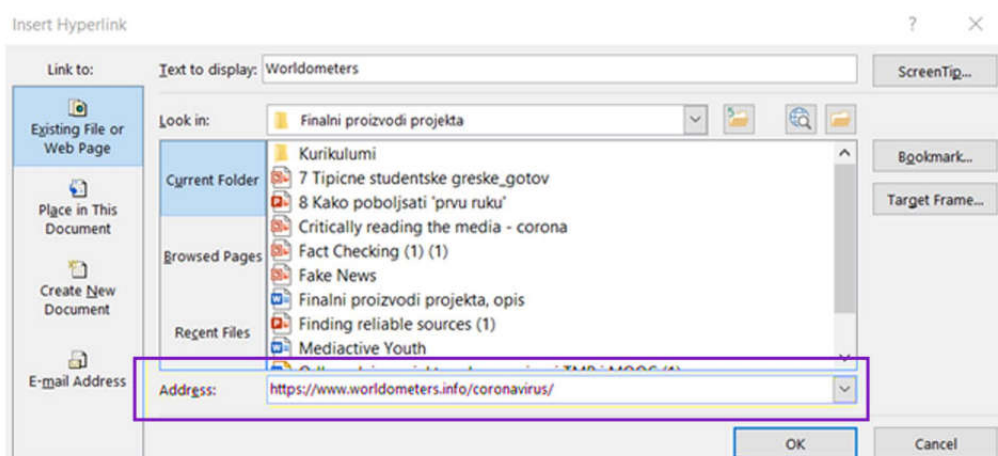 Insert Hyperlink
? ×
Link to:
Text to display: Worldometers
ScreenTip...
Existing File or
Web Page
Look in: Finalni proizvodi projekta
Bookmark...
Target Frame...
Place in This
Document
Create New
Document
E-mail Address
Current Folder
Browsed Pages
Recent Files
Kurikulumi
7 Tipicne studentske greske_gotov
8 Kako poboljsati 'prvu ruku'
Critically reading the media - corona
Fact Checking (1) (1)
Fake News
Finalni proizvodi projekta, opis
Finding reliable sources (1)
Mediactive Youth
Address: https://www.worldometers.info/coronavirus/
OK
Cancel